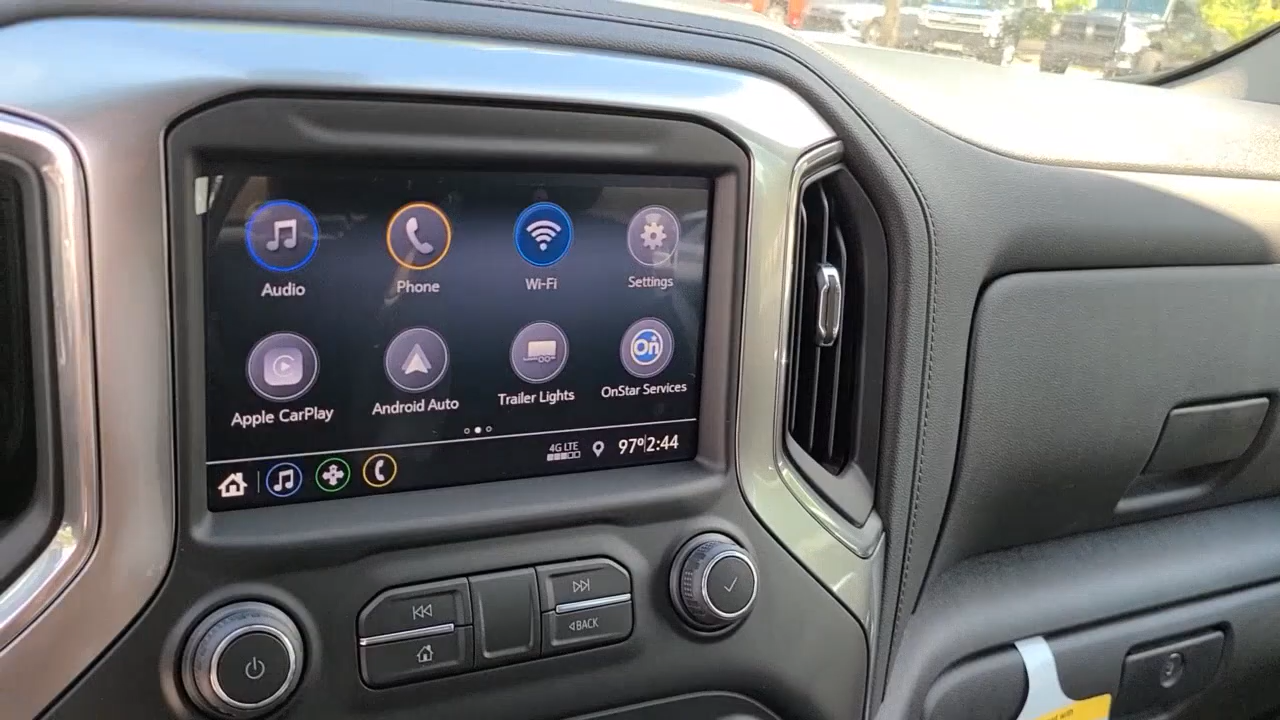 Audio
Phone
Wi-Fi
Settings
Apple CarPlay
Android Auto
Trailer Lights
On
OnStar Services
4G LTE
97° 2:44
BACK